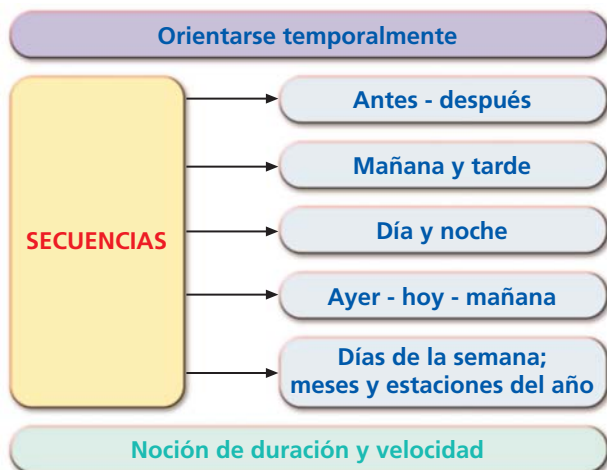 Orientarse temporalmente
SECUENCIAS
Antes - después
Mañana y tarde
Día y noche
Ayer - hoy - mañana
Días de la semana;
meses y estaciones del año
Noción de duración y velocidad